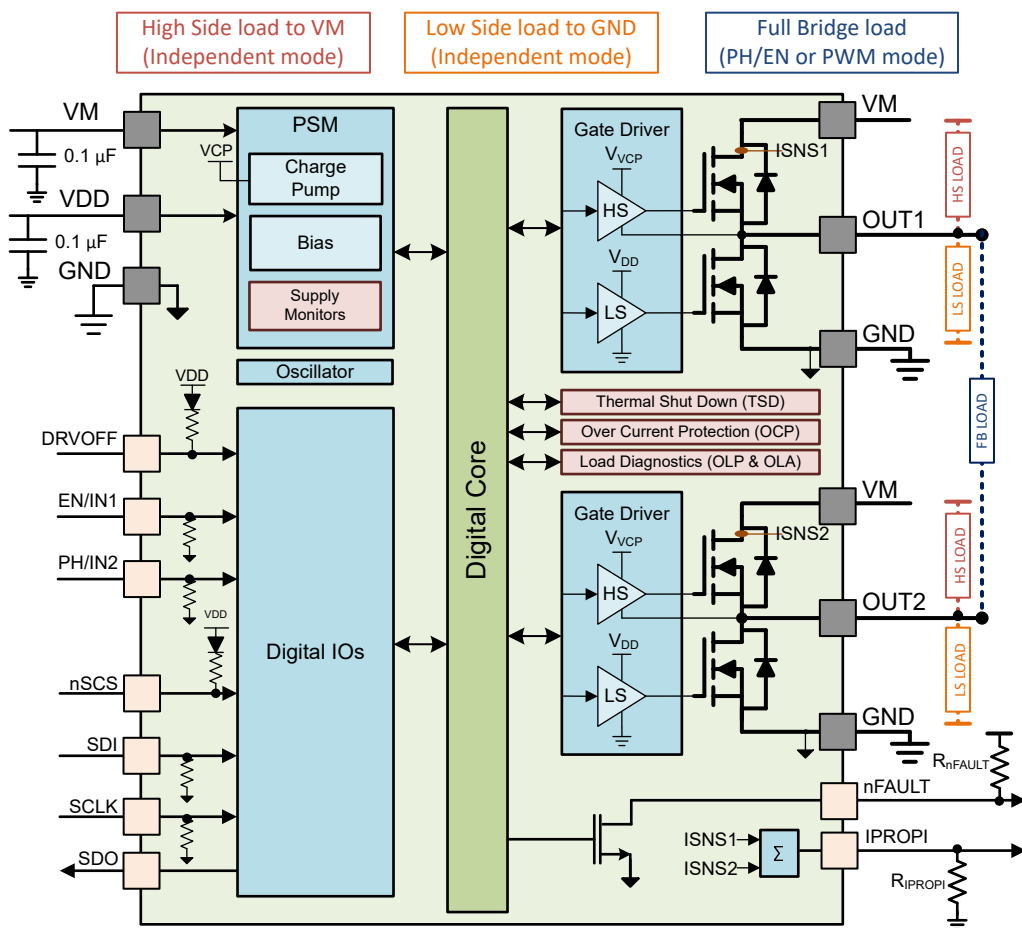 High Side load to VM
(Independent mode)
Low Side load to GND
(Independent mode)
Full Bridge load
(PH/EN or PWM mode)
VM
0.1 µF
VDD
0.1 µF
GND
PSM
VCP
Charge
Pump
Bias
Supply
Monitors
Oscillator
VDD
DRVOFF
EN/IN1
PH/IN2
VDD
nSCS
SDI
SCLK
SDO
Digital IOs
Digital Core
Gate Driver
VVCP
HS
VDD
LS
ISNS1
VM
OUT1
GND
HS LOAD
LS LOAD
FB LOAD
Thermal Shut Down (TSD)
Over Current Protection (OCP)
Load Diagnostics (OLP & OLA)
Gate Driver
VVCP
HS
VDD
LS
ISNS2
VM
OUT2
GND
HS LOAD
LS LOAD
RnFAULT
nFAULT
ISNS1
ISNS2
Σ
IPROPI
RIPROPI